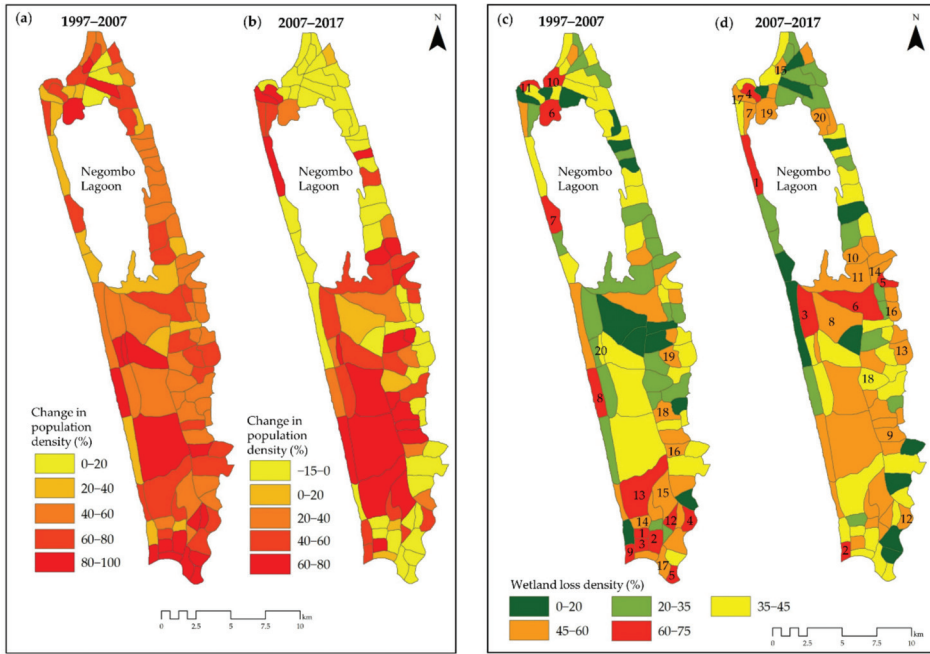 (a)
1997–2007
(b)
2007–2017
N
Negombo
Lagoon
Negombo
Lagoon
Change in
population
density (%)
0–20
20–40
40–60
60–80
80–100
Change in
population
density (%)
−15–0
0–20
20–40
40–60
60–80
0 2.5 5 10
km
(c)
1997–2007
(d)
2007–2017
N
11
10
6
Negombo
Lagoon
7
20
19
8
18
16
13
15
14
12
4
1
2
3
9
17
5
15
4
17
7
19
20
Negombo
Lagoon
1
10
11
14
5
3
6
16
8
13
18
9
12
2
Wetland loss density (%)
0–20
20–35
35–45
45–60
60–75
0 2.5 5 10
km